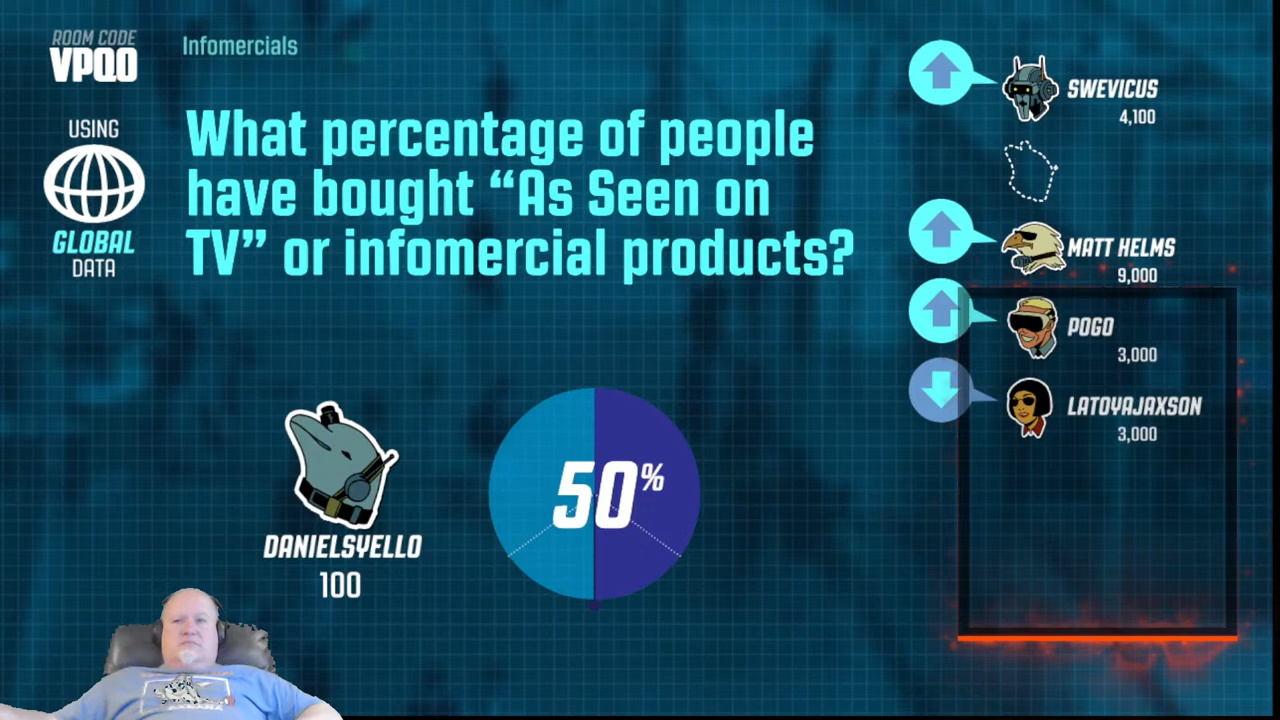 ROOM CODE
VPQO
Infomercials
USING
GLOBAL
DATA
What percentage of people
have bought “As Seen on
TV” or infomercial products?
DANIELSYELLO
100
50%
SWEVICUS
4,100
MATT HELMS
9,000
POGO
3,000
LATOYAJAXSON
3,000